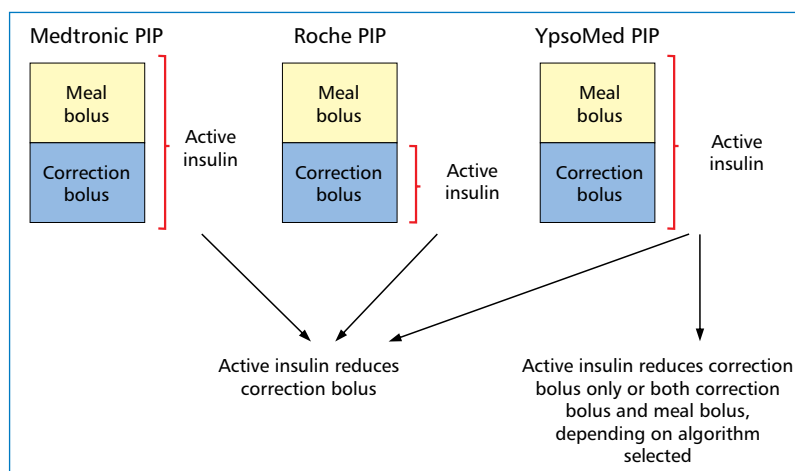 Medtronic PIP
Meal
bolus
Correction
bolus
Active
insulin
Roche PIP
Meal
bolus
Correction
bolus
Active
insulin
YpsoMed PIP
Meal
bolus
Correction
bolus
Active
insulin
Active insulin reduces
correction bolus
Active insulin reduces correction
bolus only or both correction
bolus and meal bolus,
depending on algorithm
selected